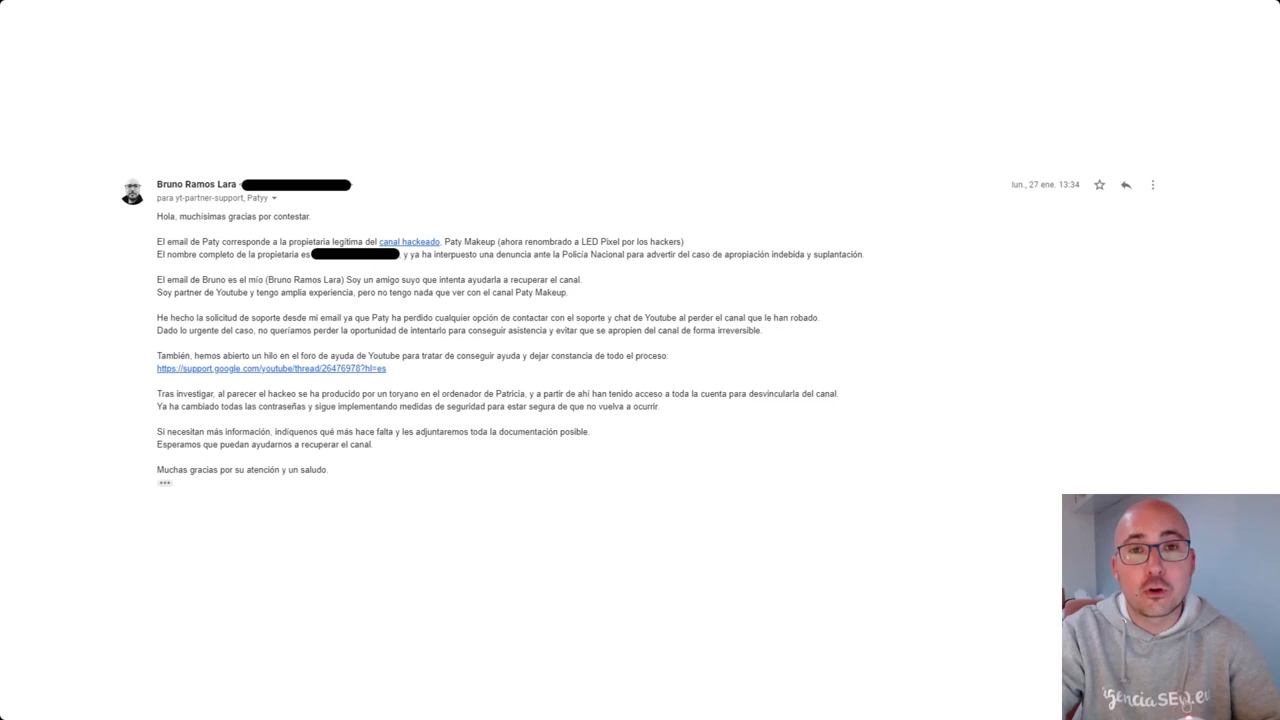 Bruno Ramos Lara
lun., 27 ene. 13:34
para yt-partner-support, Patyy
Hola, muchísimas gracias por contestar.
El email de Paty corresponde a la propietaria legítima del canal hackeado, Paty Makeup (ahora renombrado a LED Pixel por los hackers)
El nombre completo de la propietaria es , y ya ha interpuesto una denuncia ante la Policía Nacional para advertir del caso de apropiación indebida y suplantación.
El email de Bruno es el mío (Bruno Ramos Lara) Soy un amigo suyo que intenta ayudarla a recuperar el canal.
Soy partner de Youtube y tengo amplia experiencia, pero no tengo nada que ver con el canal Paty Makeup.
He hecho la solicitud de soporte desde mi email ya que Paty ha perdido cualquier opción de contactar con el soporte y chat de Youtube al perder el canal que le han robado.
Dado lo urgente del caso, no queríamos perder la oportunidad de intentarlo para conseguir asistencia y evitar que se apropien del canal de forma irreversible.
También, hemos abierto un hilo en el foro de ayuda de Youtube para tratar de conseguir ayuda y dejar constancia de todo el proceso:
https://support.google.com/youtube/thread/26476978?hl=es
Tras investigar, al parecer el hackeo se ha producido por un toryano en el ordenador de Patricia, y a partir de ahí han tenido acceso a toda la cuenta para desvincularla del canal.
Ya ha cambiado todas las contraseñas y sigue implementando medidas de seguridad para estar segura de que no vuelva a ocurrir.
Si necesitan más información, indíquenos qué más hace falta y les adjuntaremos toda la documentación posible.
Esperamos que puedan ayudarnos a recuperar el canal.
Muchas gracias por su atención y un saludo.
agenciaSEO.eu